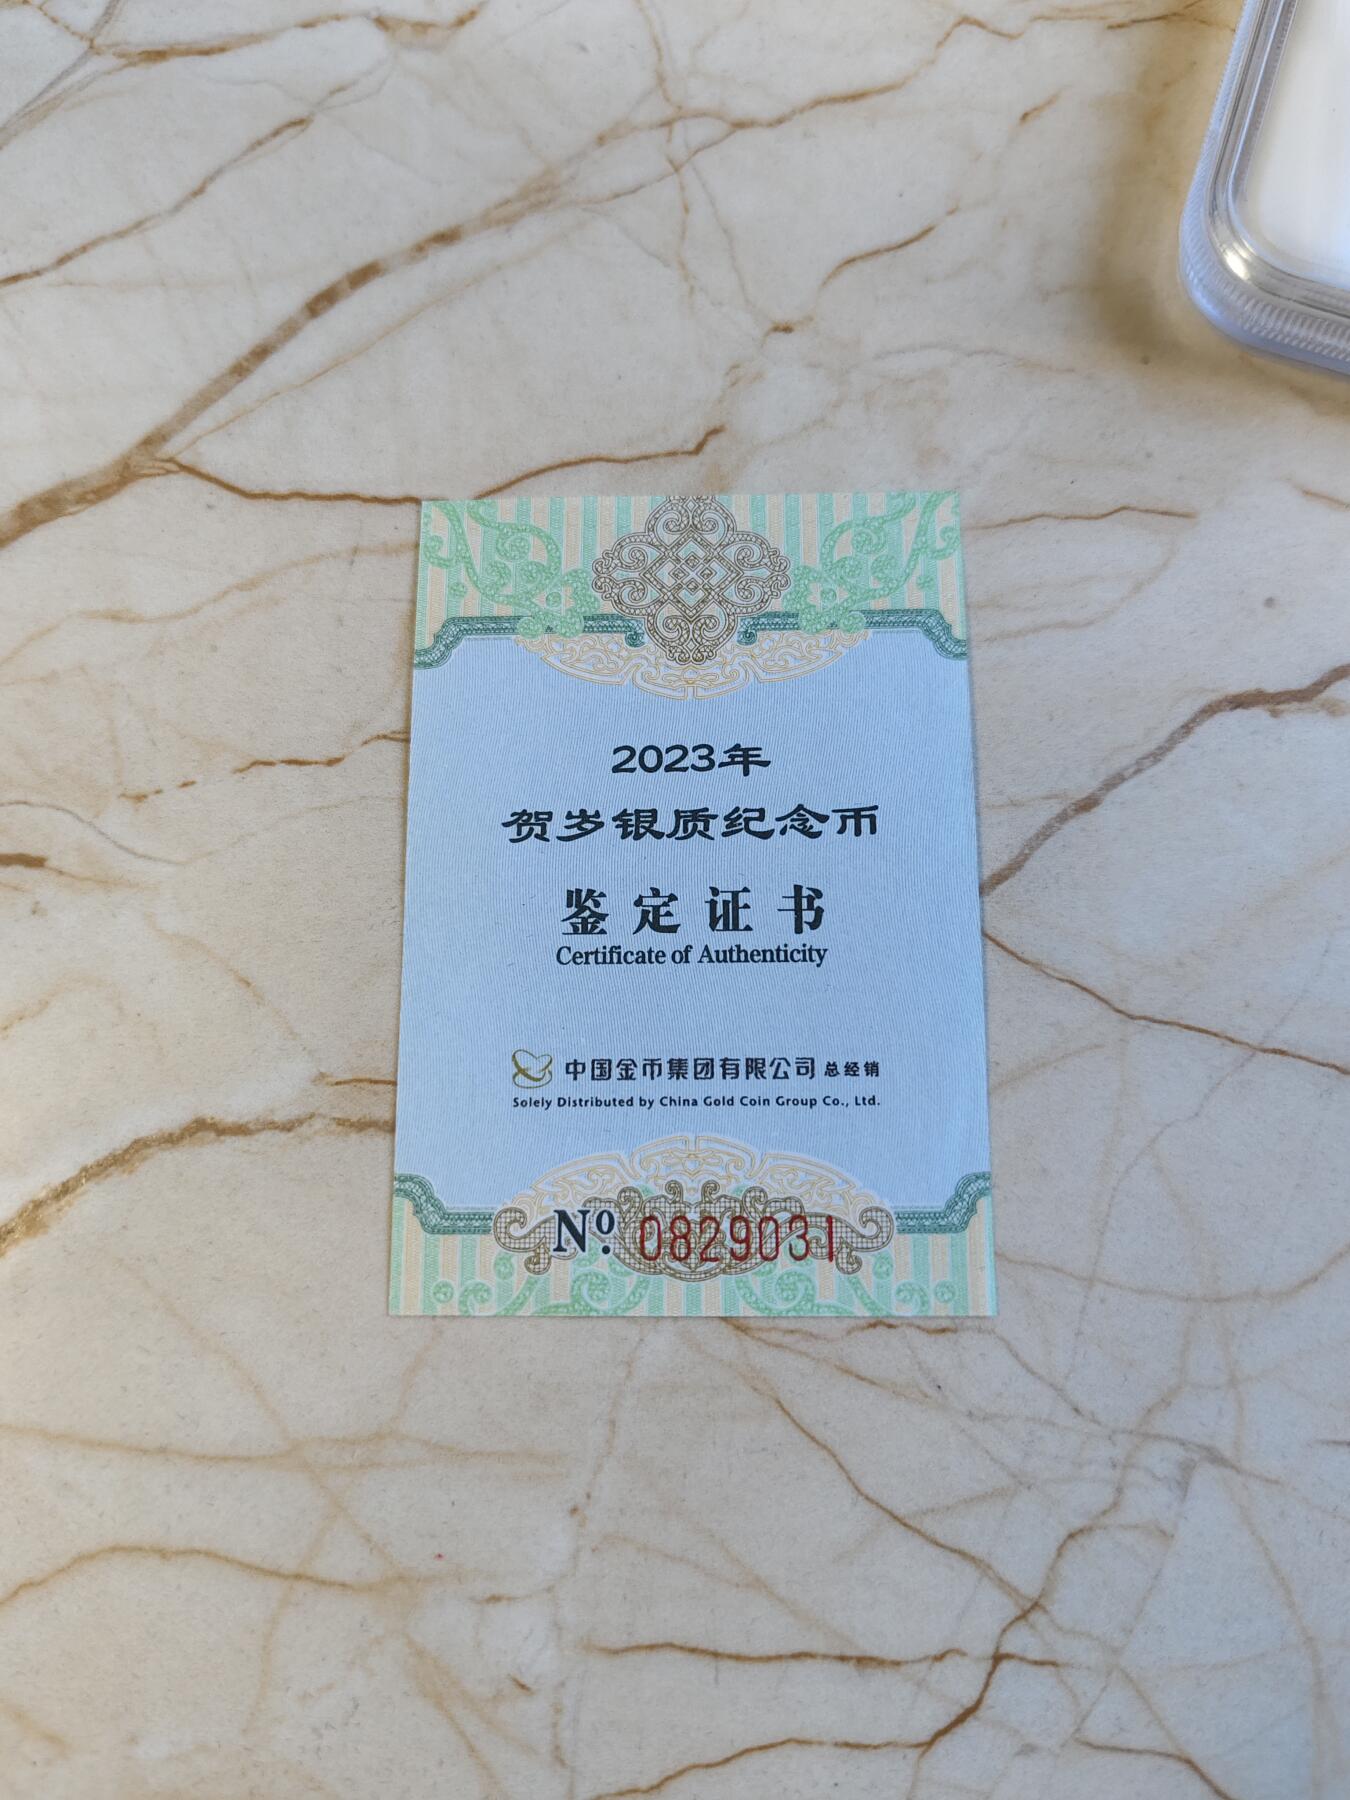 2023年
贺岁银质纪念币
鉴定证书
Certificate of Authenticity
中国金币集团有限公司 总经销
Solely Distributed by China Gold Coin Group Co., Ltd.
Nº. 0829031